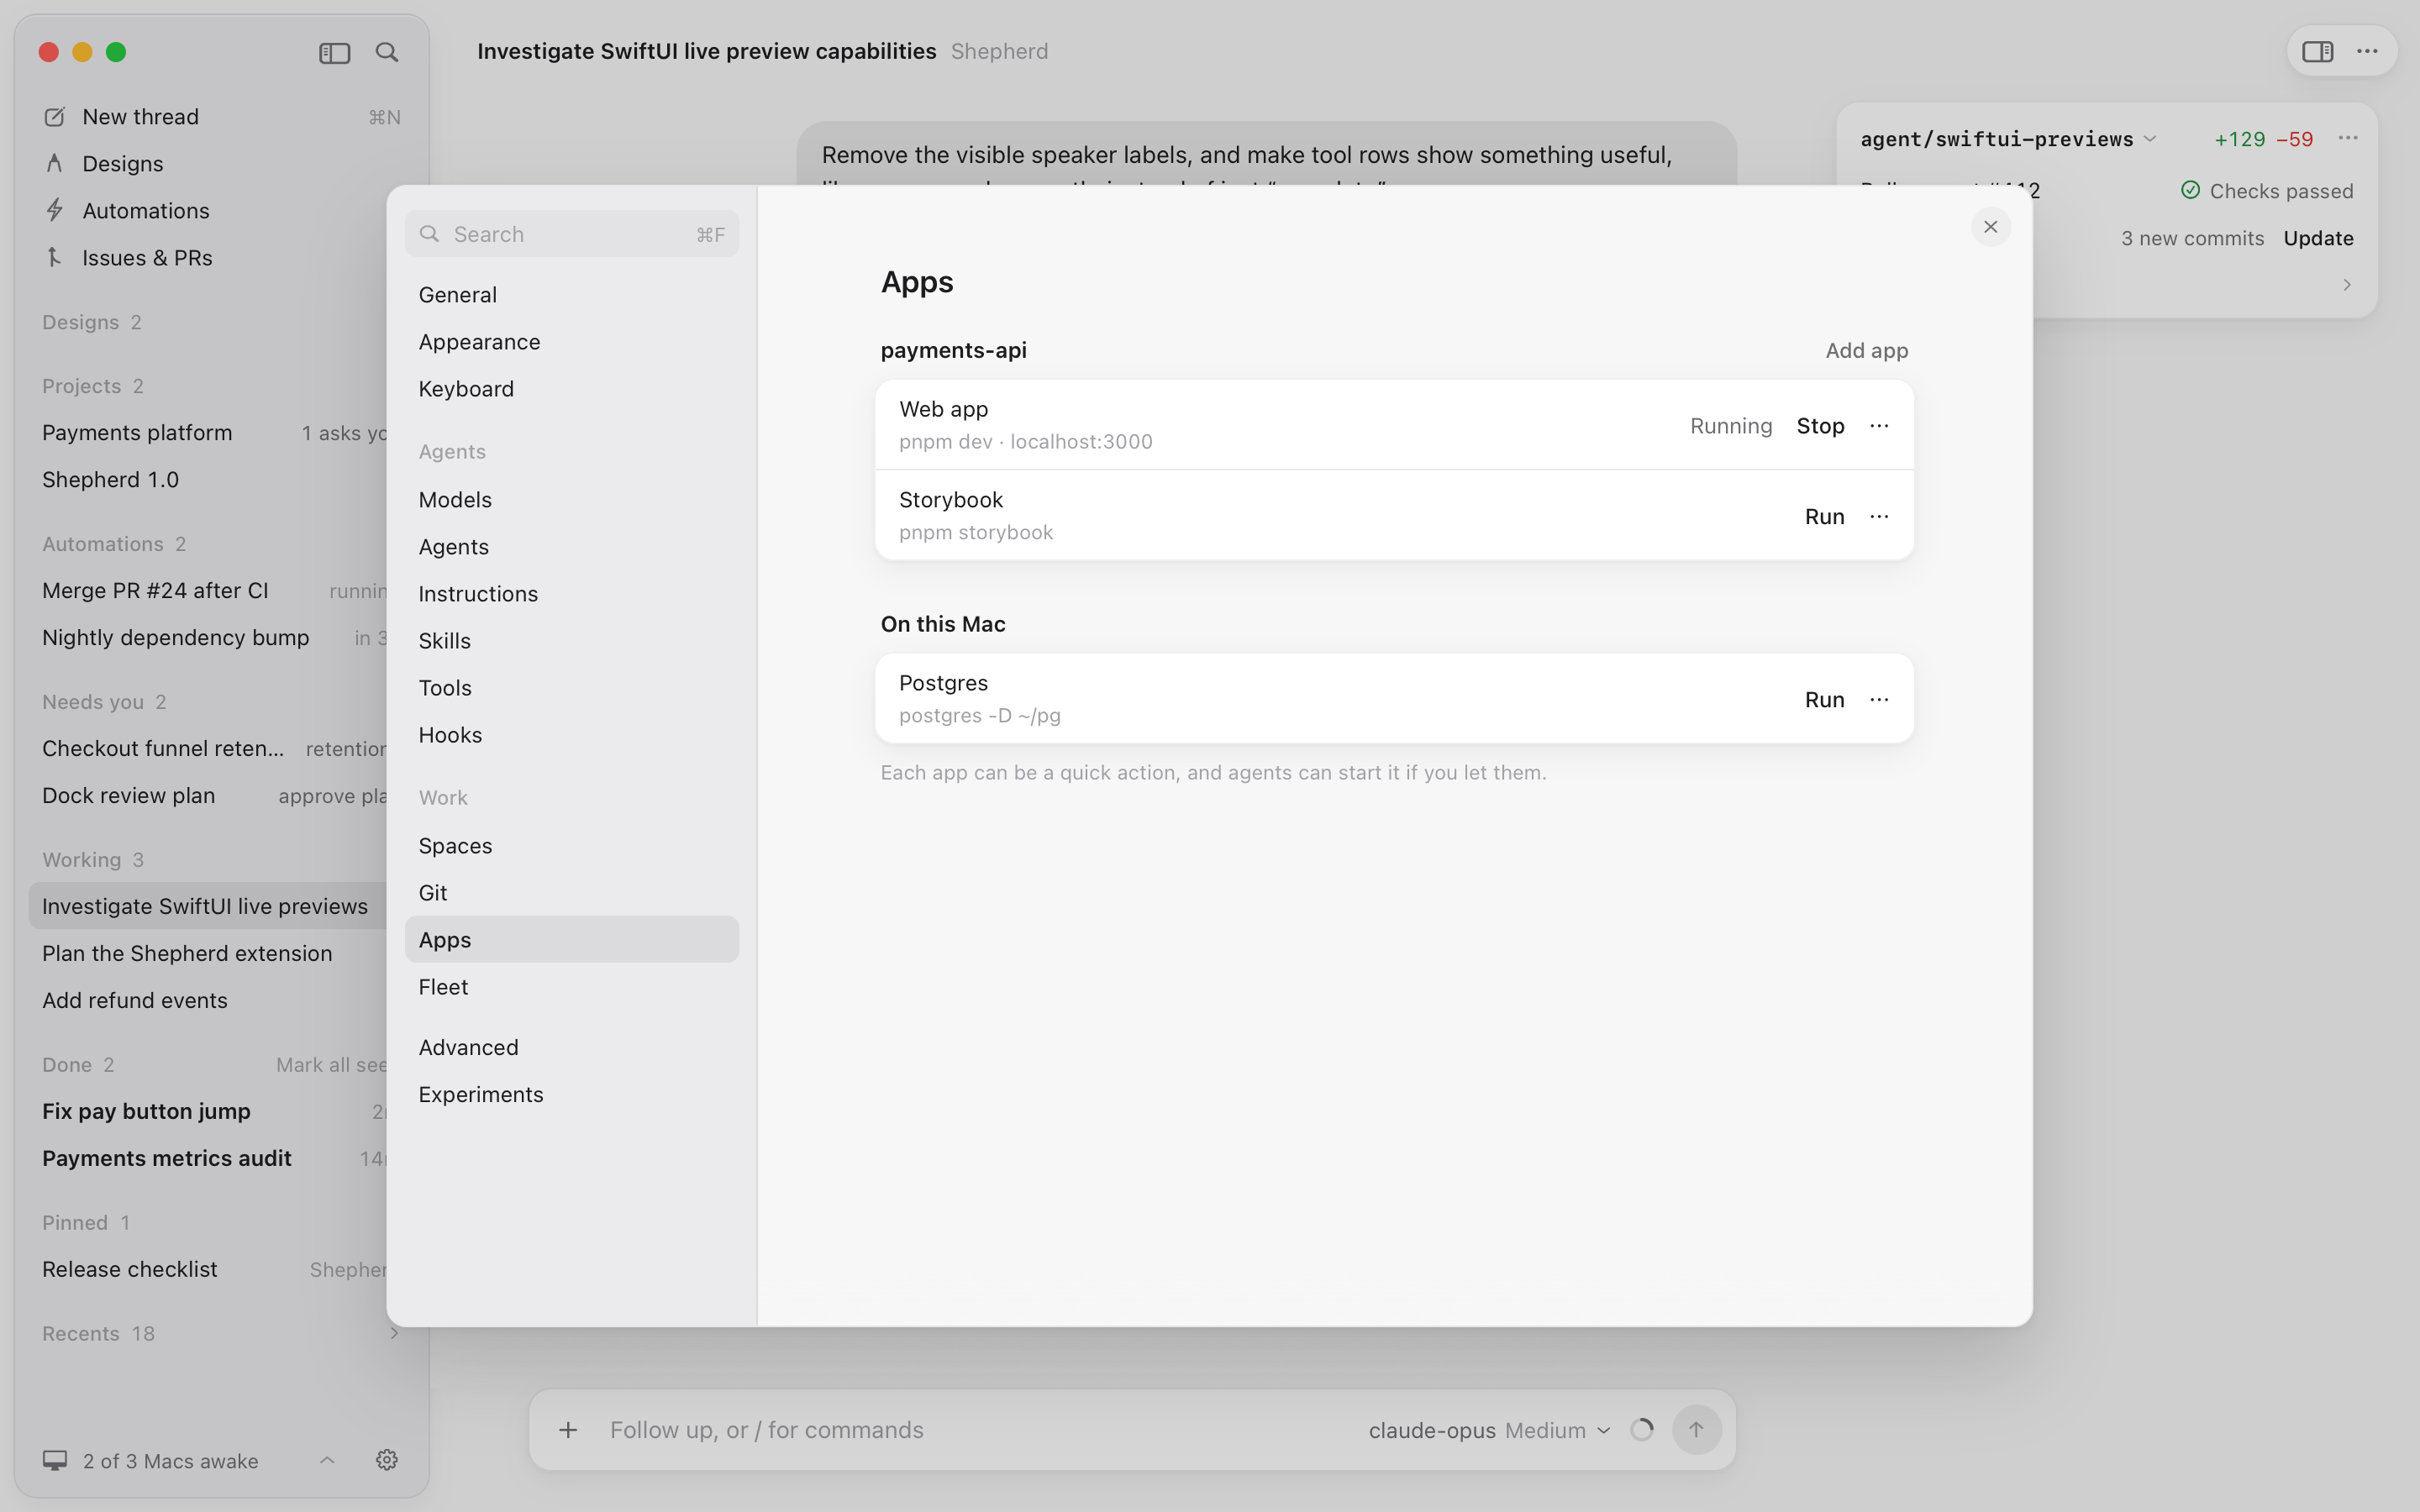 Investigate SwiftUI live preview capabilities Shepherd
New thread ⌘N
Designs
Automations
Issues & PRs
Designs 2
Projects 2
Payments platform 1 asks
Shepherd 1.0
Automations 2
Merge PR #24 after CI
Nightly dependency bump in
Needs you 2
Checkout funnel reten...
Dock review plan approve
Working 3
Investigate SwiftUI live previews
Plan the Shepherd extension
Add refund events
Done 2 Mark all
Fix pay button jump
Payments metrics audit
Pinned 1
Release checklist
Recents 18
2 of 3 Macs awake
Remove the visible speaker labels, and make tool rows show something useful,
agent/swiftui-previews +129 −59
Checks passed
3 new commits Update
Search ⌘F
General
Appearance
Keyboard
Agents
Models
Agents
Instructions
Skills
Tools
Hooks
Work
Spaces
Git
Apps
Fleet
Advanced
Experiments
Apps
payments-api Add app
Web app
pnpm dev · localhost:3000
Running Stop
Storybook
pnpm storybook
Run
On this Mac
Postgres
postgres -D ~/pg
Run
Each app can be a quick action, and agents can start it if you let them.
Follow up, or / for commands claude-opus Medium